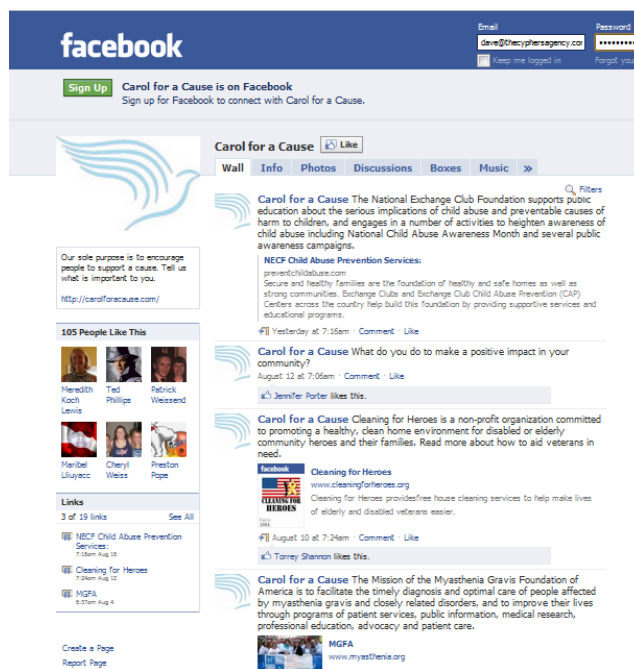 Email
Password
facebook
dave@thecyphersagency.cor
Keep me logged in
Forgot you
Sign Up
Carol for a Cause is on Facebook
Sign up for Facebook to connect with Carol for a Cause.
Carol for a Cause
Like
Wall Info Photos Discussions Boxes Music »
Filters
Our sole purpose is to encourage
people to support a cause. Tell us
what is important to you.
http://carolforacause.com/
105 People Like This
Meredith
Koch
Lewis
Ted
Phillips
Patrick
Weissend
Maribel
Lliuyacc
Cheryl
Weiss
Preston
Pope
Links
3 of 19 links
See All
NECF Child Abuse Prevention
Services:
7:16am Aug 18
Cleaning for Heroes
7:24am Aug 10
MGFA
6:37am Aug 4
Create a Page
Report Page
Carol for a Cause The National Exchange Club Foundation supports public
education about the serious implications of child abuse and preventable causes of
harm to children, and engages in a number of activities to heighten awareness of
child abuse including National Child Abuse Awareness Month and several public
awareness campaigns.
NECF Child Abuse Prevention Services:
preventchildabuse.com
Secure and healthy families are the foundation of healthy and safe homes as well as
strong communities. Exchange Clubs and Exchange Club Child Abuse Prevention (CAP)
Centers across the country help build this foundation by providing supportive services and
educational programs.
Yesterday at 7:16am · Comment · Like
Carol for a Cause What do you do to make a positive impact in your
community?
August 12 at 7:06am · Comment · Like
Jennifer Porter likes this.
Carol for a Cause Cleaning for Heroes is a non-profit organization committed
to promoting a healthy, clean home environment for disabled or elderly
community heroes and their families. Read more about how to aid veterans in
need.
facebook
CLEANING FOR
HEROES
Cleaning for Heroes
www.cleaningforheroes.org
Cleaning for Heroes providesfree house cleaning services to help make lives
of elderly and disabled veterans easier.
August 10 at 7:24am · Comment · Like
Torrey Shannon likes this.
Carol for a Cause The Mission of the Myasthenia Gravis Foundation of
America is to facilitate the timely diagnosis and optimal care of people affected
by myasthenia gravis and closely related disorders, and to improve their lives
through programs of patient services, public information, medical research,
professional education, advocacy and patient care.
MGFA
www.myasthenia.org